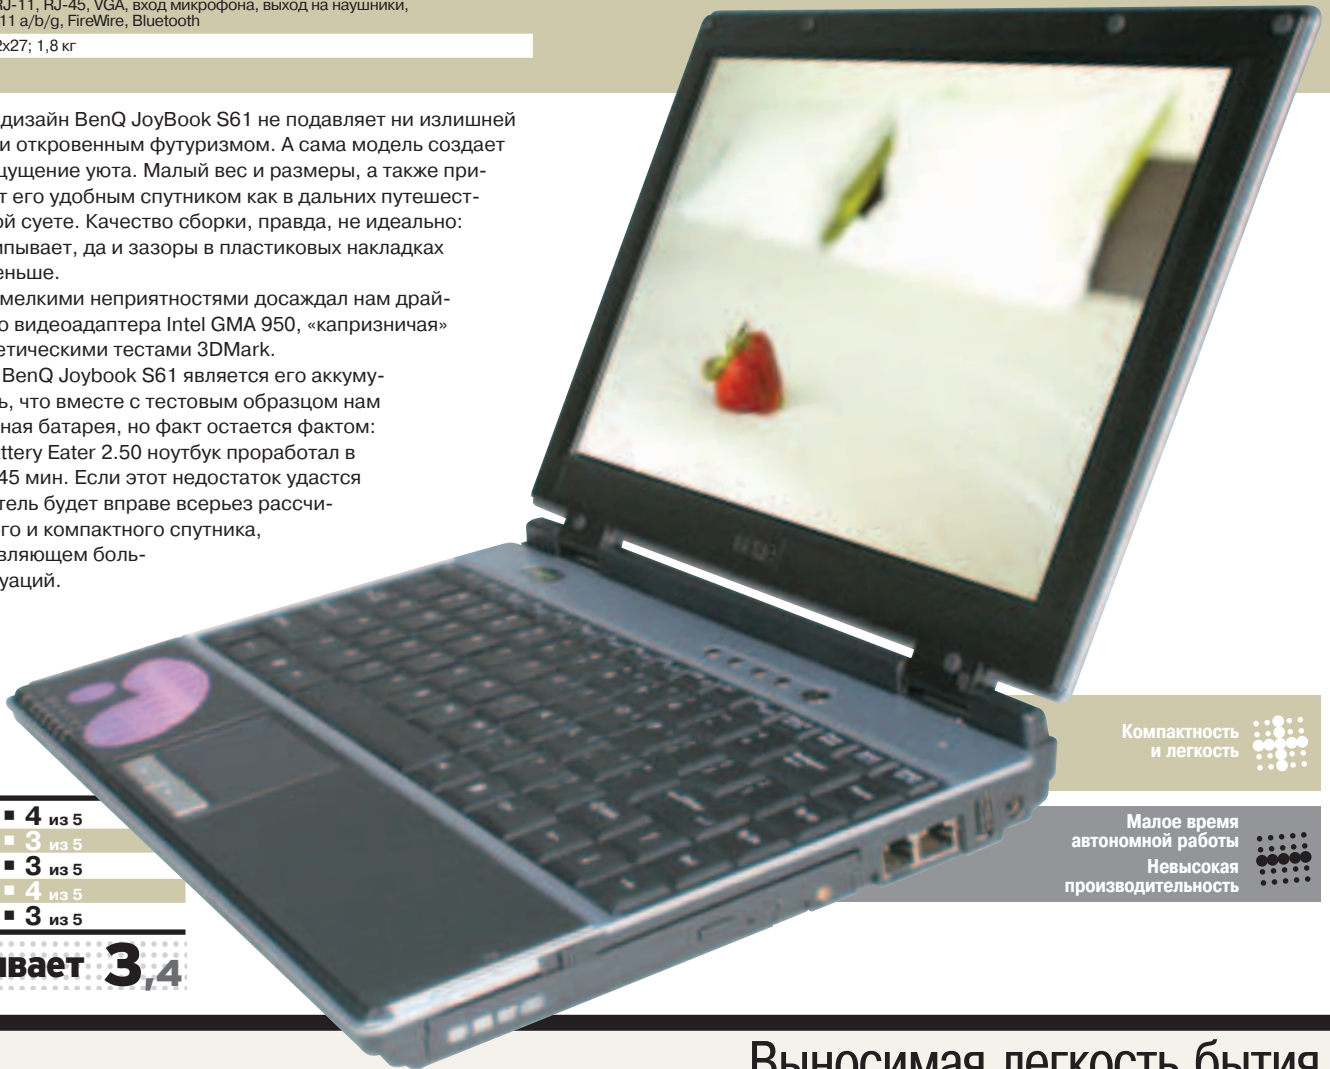 RJ-11, RJ-45, VGA, вход микрофона, выход на наушники,
11 a/b/g, FireWire, Bluetooth
2x27; 1,8 кг
дизайн BenQ JoyBook S61 не подавляет ни излишней
и откровенным футуризмом. А сама модель создает
щущение уюта. Малый вес и размеры, а также при-
т его удобным спутником как в дальних путешест-
ой суете. Качество сборки, правда, не идеально:
ипывает, да и зазоры в пластиковых накладках
еньше.
мелкими неприятностями досаждал нам драй-
о видеоадаптера Intel GMA 950, «капризничая»
етическими тестами 3DMark.
BenQ Joybook S61 является его аккуму-
ь, что вместе с тестовым образцом нам
ная батарея, но факт остается фактом:
ttery Eater 2.50 ноутбук проработал в
45 мин. Если этот недостаток удастся
тель будет вправе всерьез рассчи-
ого и компактного спутника,
вляющем боль-
уаций.
Компактность
и легкость
Малое время
автономной работы
Невысокая
производительность
4 из 5
3 из 5
3 из 5
4 из 5
3 из 5
ивает 3,4
Выносимая легкость бытия